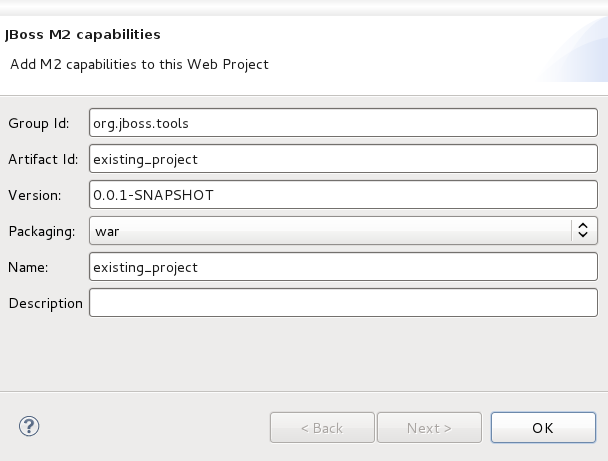 JBoss M2 capabilities
Add M2 capabilities to this Web Project
Group Id: org.jboss.tools
Artifact Id: existing_project
Version: 0.0.1-SNAPSHOT
Packaging: war
Name: existing_project
Description
? < Back Next > OK